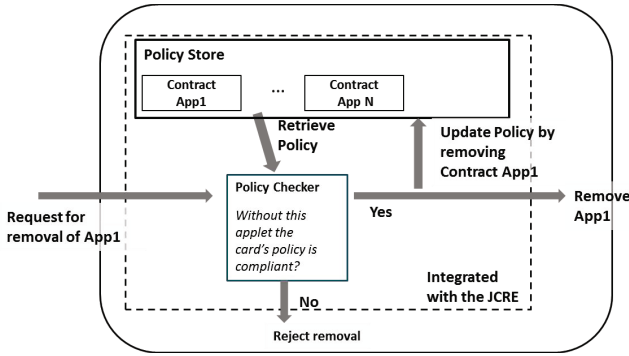 Policy Store
Contract
App1
...
Contract
App N
Retrieve
Policy
Update Policy by
removing
Contract App1
Policy Checker
Without this
applet the
card's policy is
compliant?
Request for
removal of App1
Yes
Remove
App1
Integrated
with the JCRE
No
Reject removal